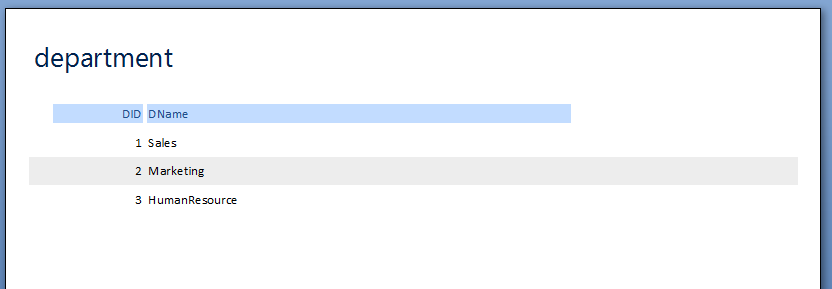 department
DID DName
1 Sales
2 Marketing
3 HumanResource